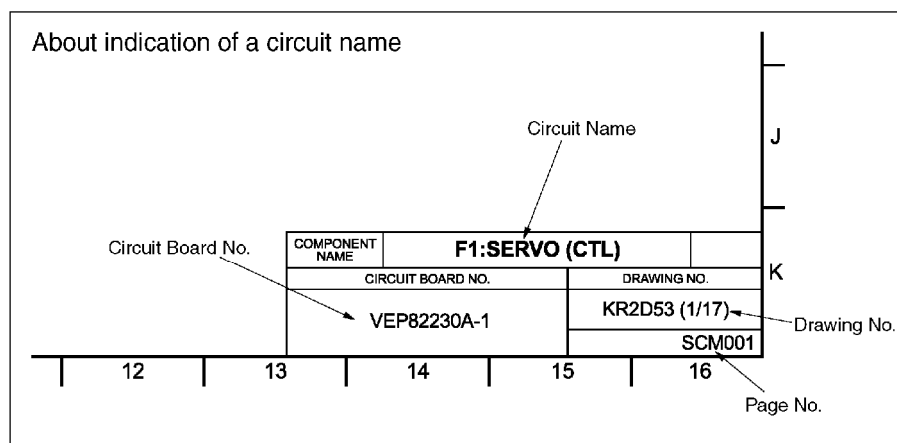 About indication of a circuit name
Circuit Name
J
Circuit Board No.
COMPONENT
NAME
F1:SERVO (CTL)
K
CIRCUIT BOARD NO.
DRAWING NO.
VEP82230A-1
KR2D53 (1/17)
Drawing No.
SCM001
12
13
14
15
16
Page No.